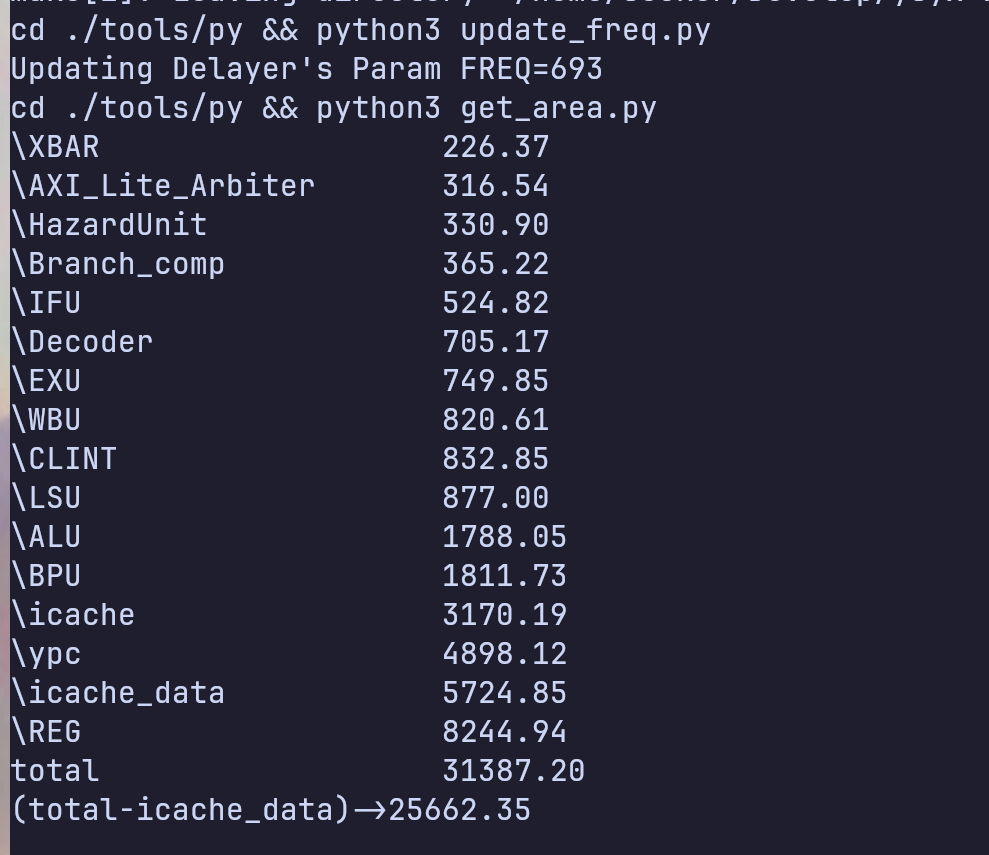 cd ./tools/py && python3 update_freq.py
Updating Delayer's Param FREQ=693
cd ./tools/py && python3 get_area.py
\XBAR 226.37
\AXI_Lite_Arbiter 316.54
\HazardUnit 330.90
\Branch_comp 365.22
\IFU 524.82
\Decoder 705.17
\EXU 749.85
\WBU 820.61
\CLINT 832.85
\LSU 877.00
\ALU 1788.05
\BPU 1811.73
\icache 3170.19
\ypc 4898.12
\icache_data 5724.85
\REG 8244.94
total 31387.20
(total-icache_data)->25662.35